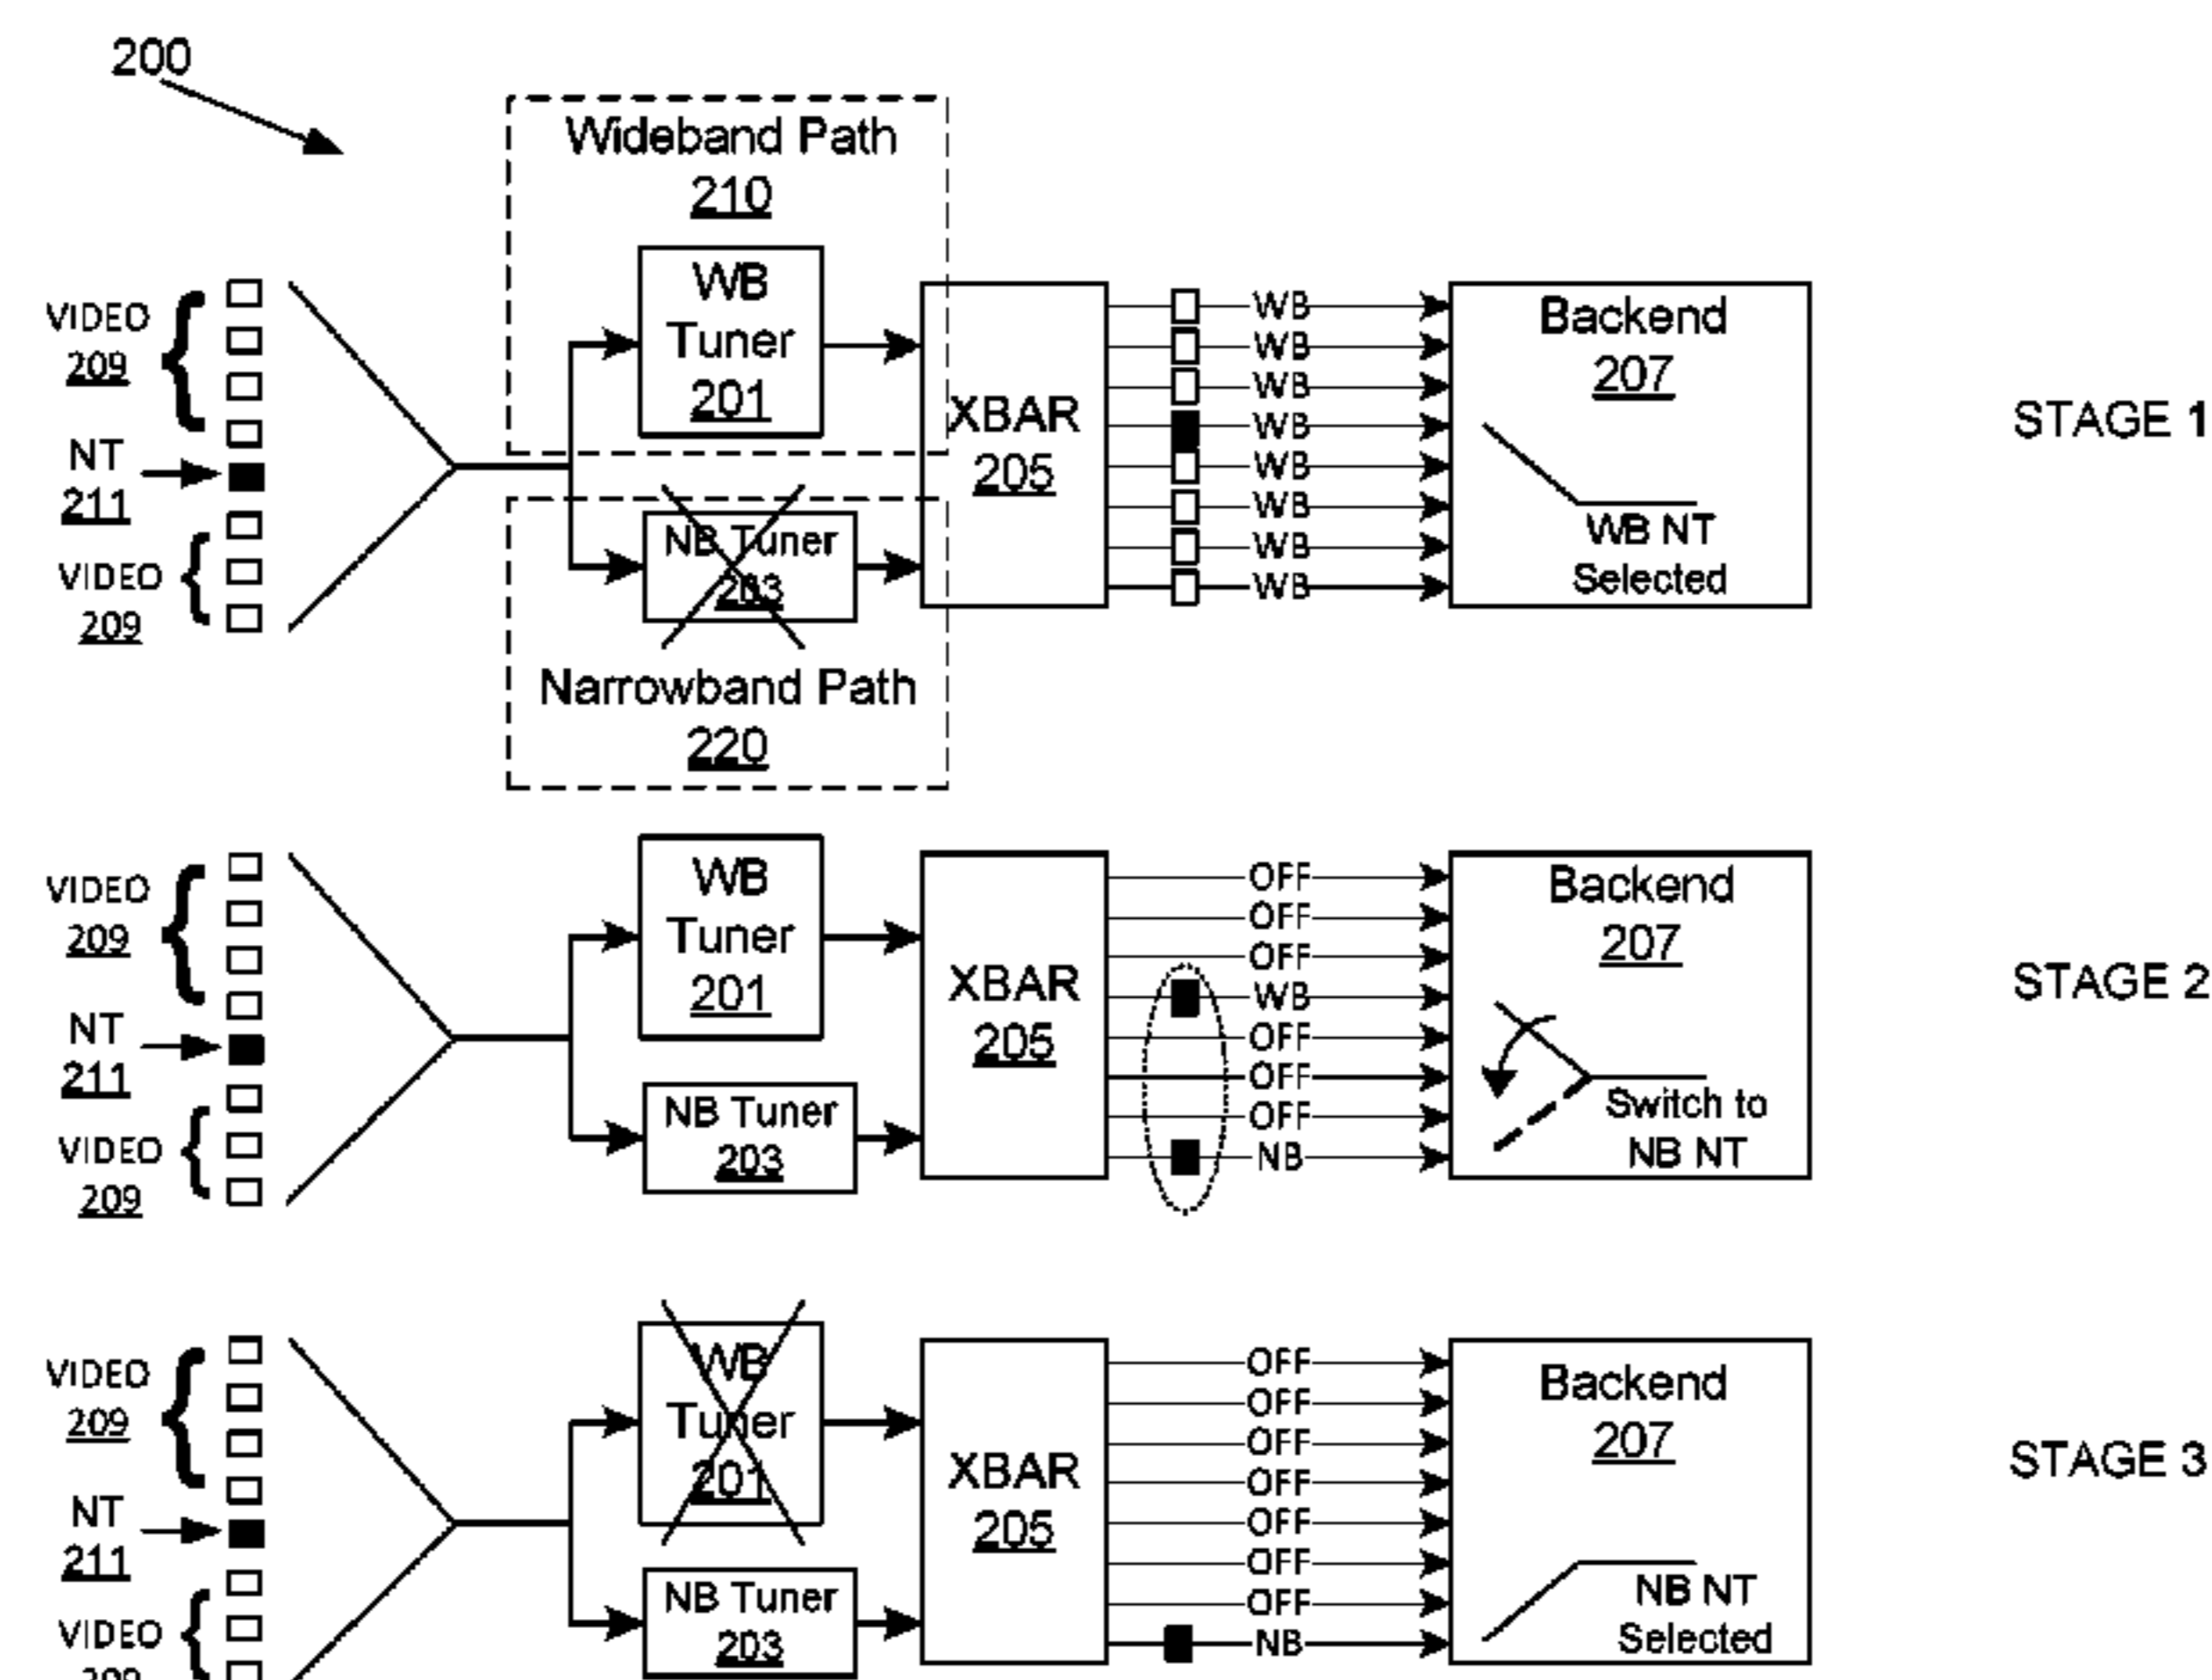 200
Wideband Path
210
WB
Tuner
201
NB Tuner
203
Narrowband Path
220
VIDEO
209
NT
211
VIDEO
209
XBAR
205
WB
WB
WB
WB
WB
WB
WB
WB
Backend
207
WB NT
Selected
STAGE 1
VIDEO
209
NT
211
VIDEO
209
WB
Tuner
201
NB Tuner
203
XBAR
205
OFF
OFF
OFF
WB
OFF
OFF
OFF
NB
Backend
207
Switch to
NB NT
STAGE 2
VIDEO
209
NT
211
VIDEO
209
WB
Tuner
201
NB Tuner
203
XBAR
205
OFF
OFF
OFF
OFF
OFF
OFF
OFF
NB
Backend
207
NB NT
Selected
STAGE 3